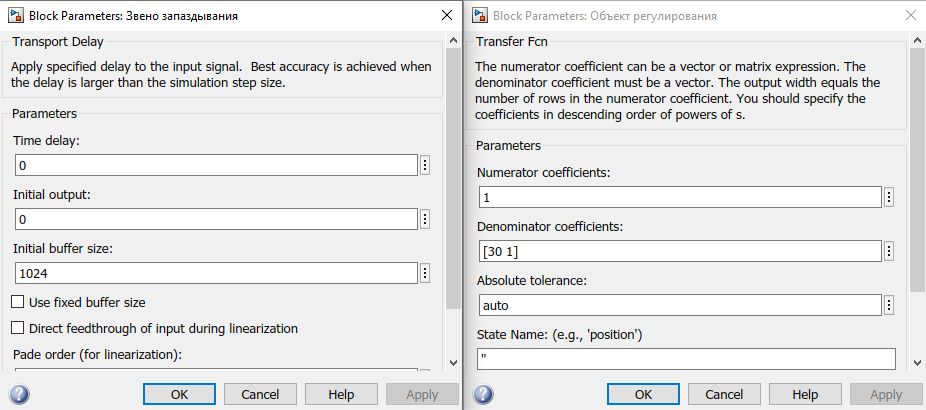 Block Parameters: Звено запаздывания
Transport Delay
Apply specified delay to the input signal.  Best accuracy is achieved when
the delay is larger than the simulation step size.
Parameters
Time delay:
0
Initial output:
0
Initial buffer size:
1024
Use fixed buffer size
Direct feedthrough of input during linearization
Pade order (for linearization):
OK
Cancel
Help
Apply
Block Parameters: Объект регулирования
Transfer Fcn
The numerator coefficient can be a vector or matrix expression. The
denominator coefficient must be a vector. The output width equals the
number of rows in the numerator coefficient. You should specify the
coefficients in descending order of powers of s.
Parameters
Numerator coefficients:
1
Denominator coefficients:
[30 1]
Absolute tolerance:
auto
State Name: (e.g., 'position')
''
OK
Cancel
Help
Apply